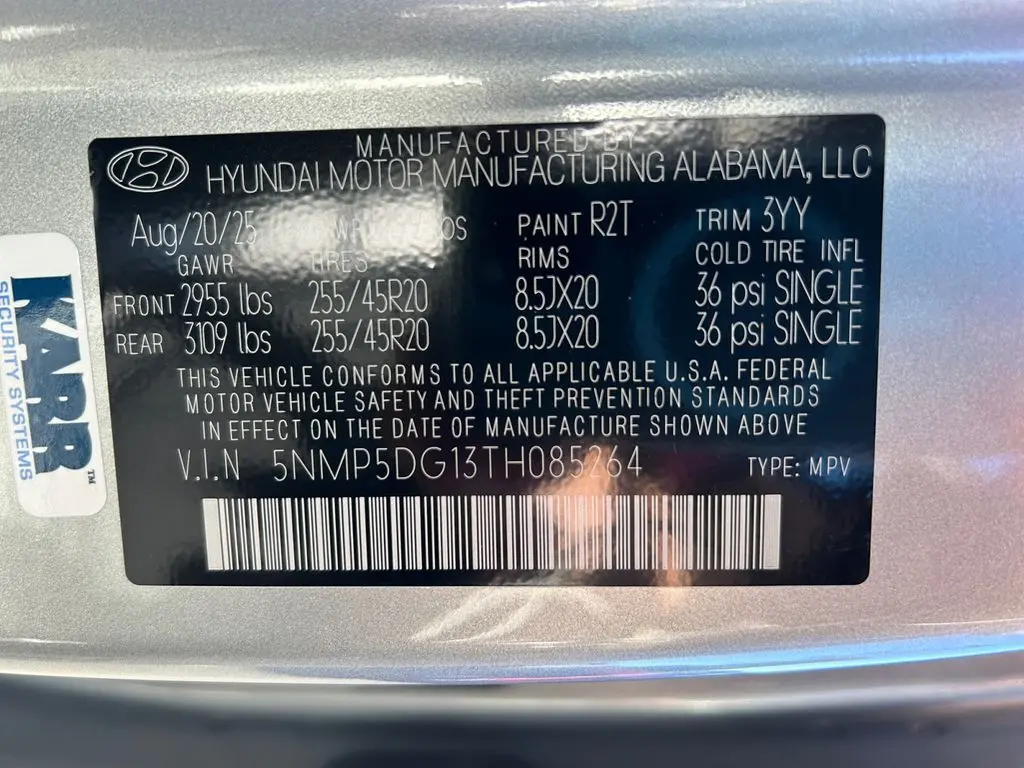 MANUFACTURED BY
HYUNDAI MOTOR MANUFACTURING ALABAMA, LLC
Aug/20/25 PAINT R2T TRIM 3YY
GAWR TIRES RIMS COLD TIRE INFL
FRONT 2955 lbs 255/45R20 8.5JX20 36 psi SINGLE
REAR 3109 lbs 255/45R20 8.5JX20 36 psi SINGLE
THIS VEHICLE CONFORMS TO ALL APPLICABLE U.S.A. FEDERAL
MOTOR VEHICLE SAFETY AND THEFT PREVENTION STANDARDS
IN EFFECT ON THE DATE OF MANUFACTURE SHOWN ABOVE
V.I.N 5NMP5DG13TH085264 TYPE: MPV
KARR™
SECURITY SYSTEMS